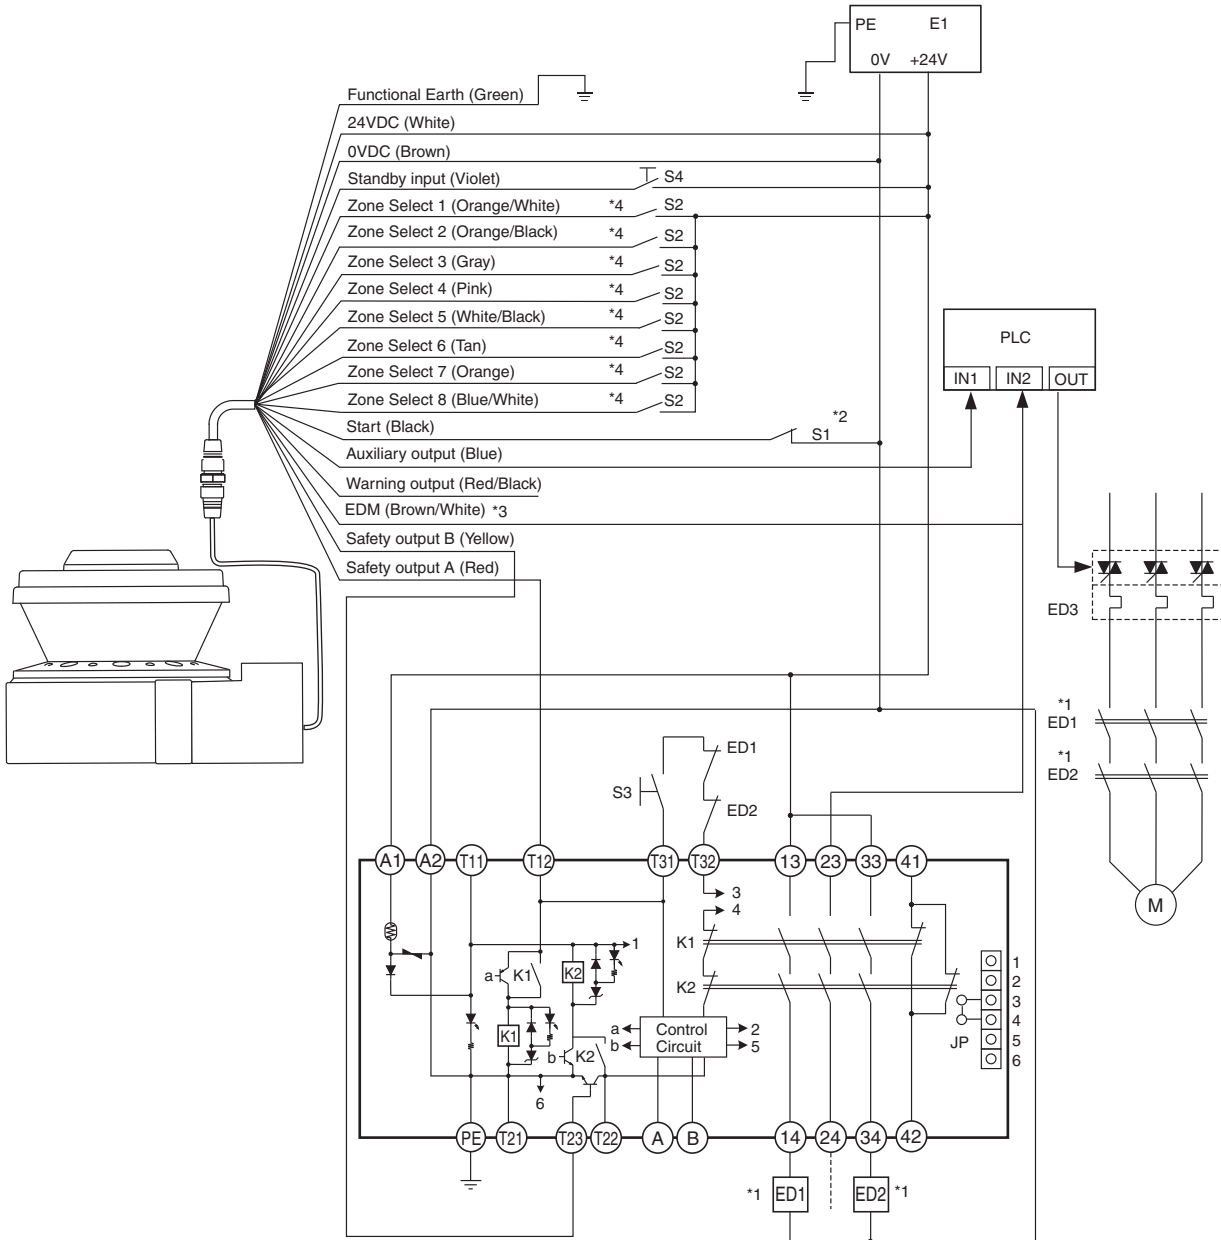 PE E1
0V +24V
Functional Earth (Green)
24VDC (White)
0VDC (Brown)
Standby input (Violet) S4
Zone Select 1 (Orange/White) *4 S2
Zone Select 2 (Orange/Black) *4 S2
Zone Select 3 (Gray) *4 S2
Zone Select 4 (Pink) *4 S2
Zone Select 5 (White/Black) *4 S2
Zone Select 6 (Tan) *4 S2
Zone Select 7 (Orange) *4 S2
Zone Select 8 (Blue/White) *4 S2
Start (Black) S1 *2
Auxiliary output (Blue)
Warning output (Red/Black)
EDM (Brown/White) *3
Safety output B (Yellow)
Safety output A (Red)
PLC
IN1 IN2 OUT
ED3
*1
ED1
*1
ED2
M
S3
ED1
ED2
A1 A2 T11 T12 T31 T32 13 23 33 41
3
4
1
K1
K2
a K1
K2
K1
b K2
6
a
b
Control
Circuit
2
5
JP
1
2
3
4
5
6
PE T21 T23 T22 A B 14 24 34 42
*1 ED1
ED2 *1